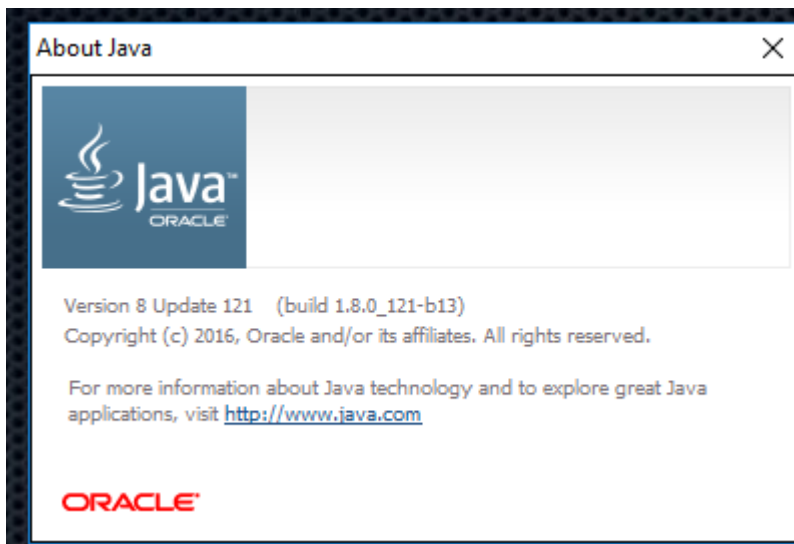 About Java
Java™
ORACLE
Version 8 Update 121 (build 1.8.0_121-b13)
Copyright (c) 2016, Oracle and/or its affiliates. All rights reserved.
For more information about Java technology and to explore great Java
applications, visit http://www.java.com
ORACLE